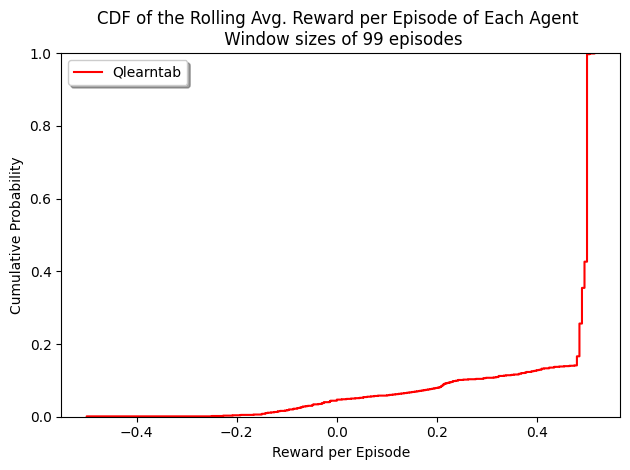 CDF of the Rolling Avg. Reward per Episode of Each Agent
Window sizes of 99 episodes
Qlearntab
Cumulative Probability
1.0
0.8
0.6
0.4
0.2
0.0
−0.4 −0.2 0.0 0.2 0.4
Reward per Episode